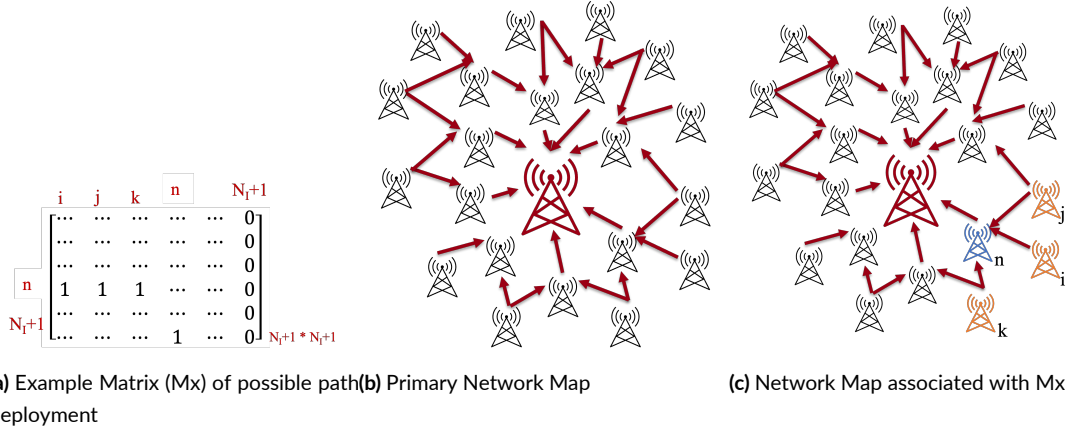 i j k n N_I+1
[... ... ... ... ... 0]
... ... ... ... ... 0
... ... ... ... ... 0
n 1 1 1 ... ... 0
N_I+1 ... ... ... ... ... 0
... ... ... 1 ... 0 N_I+1 * N_I+1
j
n
i
k
) Example Matrix (Mx) of possible path
eployment
(b) Primary Network Map
(c) Network Map associated with Mx